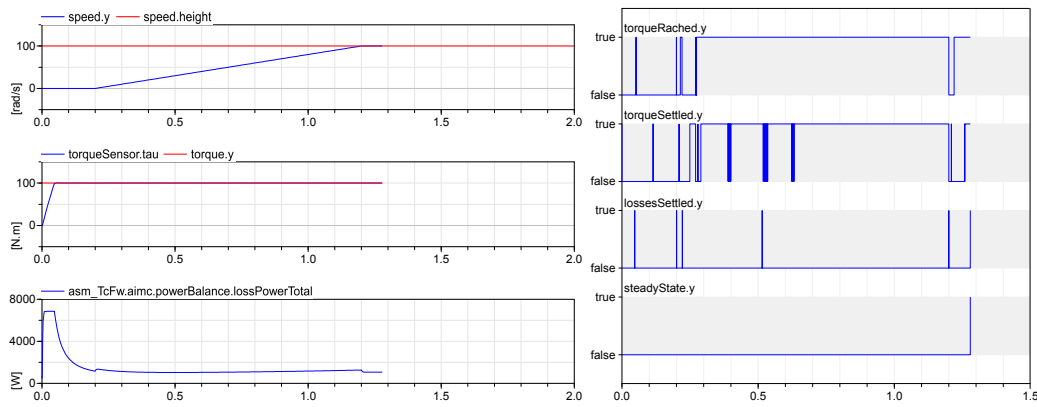 speed.y speed.height
100
0
[rad/s]
0.0 0.5 1.0 1.5 2.0
torqueSensor.tau torque.y
100
0
[N.m]
0.0 0.5 1.0 1.5 2.0
asm_TcFw.aimc.powerBalance.lossPowerTotal
8000
4000
0
[W]
0.0 0.5 1.0 1.5 2.0
torqueRached.y
true
false
torqueSettled.y
true
false
lossesSettled.y
true
false
steadyState.y
true
false
0.0 0.5 1.0 1.5